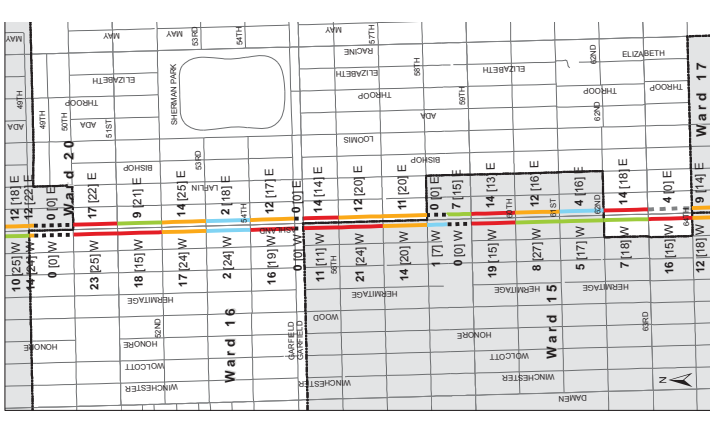 MAY
MAY
MAY
MAY
53RD
54TH
57TH
RACINE
ELIZABETH
ELIZABETH
ELIZABETH
ELIZABETH
58TH
62ND
Ward 17
SHERMAN PARK
49TH
49TH
50TH
THROOP
THROOP
THROOP
THROOP
ADA
ADA
ADA
51ST
59TH
62ND
LOOMIS
Ward 20
BISHOP
BISHOP
53RD
LAFLIN
12 [18] E
12 [22] E
0 [0] E
17 [22] E
9 [21] E
14 [25] E
2 [18] E
12 [17] E
0 [0] E
14 [14] E
12 [20] E
11 [20] E
0 [0] E
7 [15] E
14 [13] E
12 [16] E
4 [16] E
14 [18] E
4 [0] E
9 [14] E
54TH
61ST
62ND
ASHLAND
10 [25] W
14 [24] W
0 [0] W
23 [25] W
18 [15] W
17 [24] W
2 [24] W
16 [19] W
0 [0] W
11 [11] W
21 [24] W
14 [20] W
1 [7] W
0 [0] W
19 [15] W
8 [27] W
5 [17] W
7 [18] W
16 [15] W
12 [18] W
56TH
HERMITAGE
HERMITAGE
HERMITAGE
HERMITAGE
WOOD
52ND
63RD
HONORE
HONORE
HONORE
GARFIELD
GARFIELD
Ward 16
Ward 15
WOLCOTT
WOLCOTT
WINCHESTER
WINCHESTER
WINCHESTER
DAMEN
N